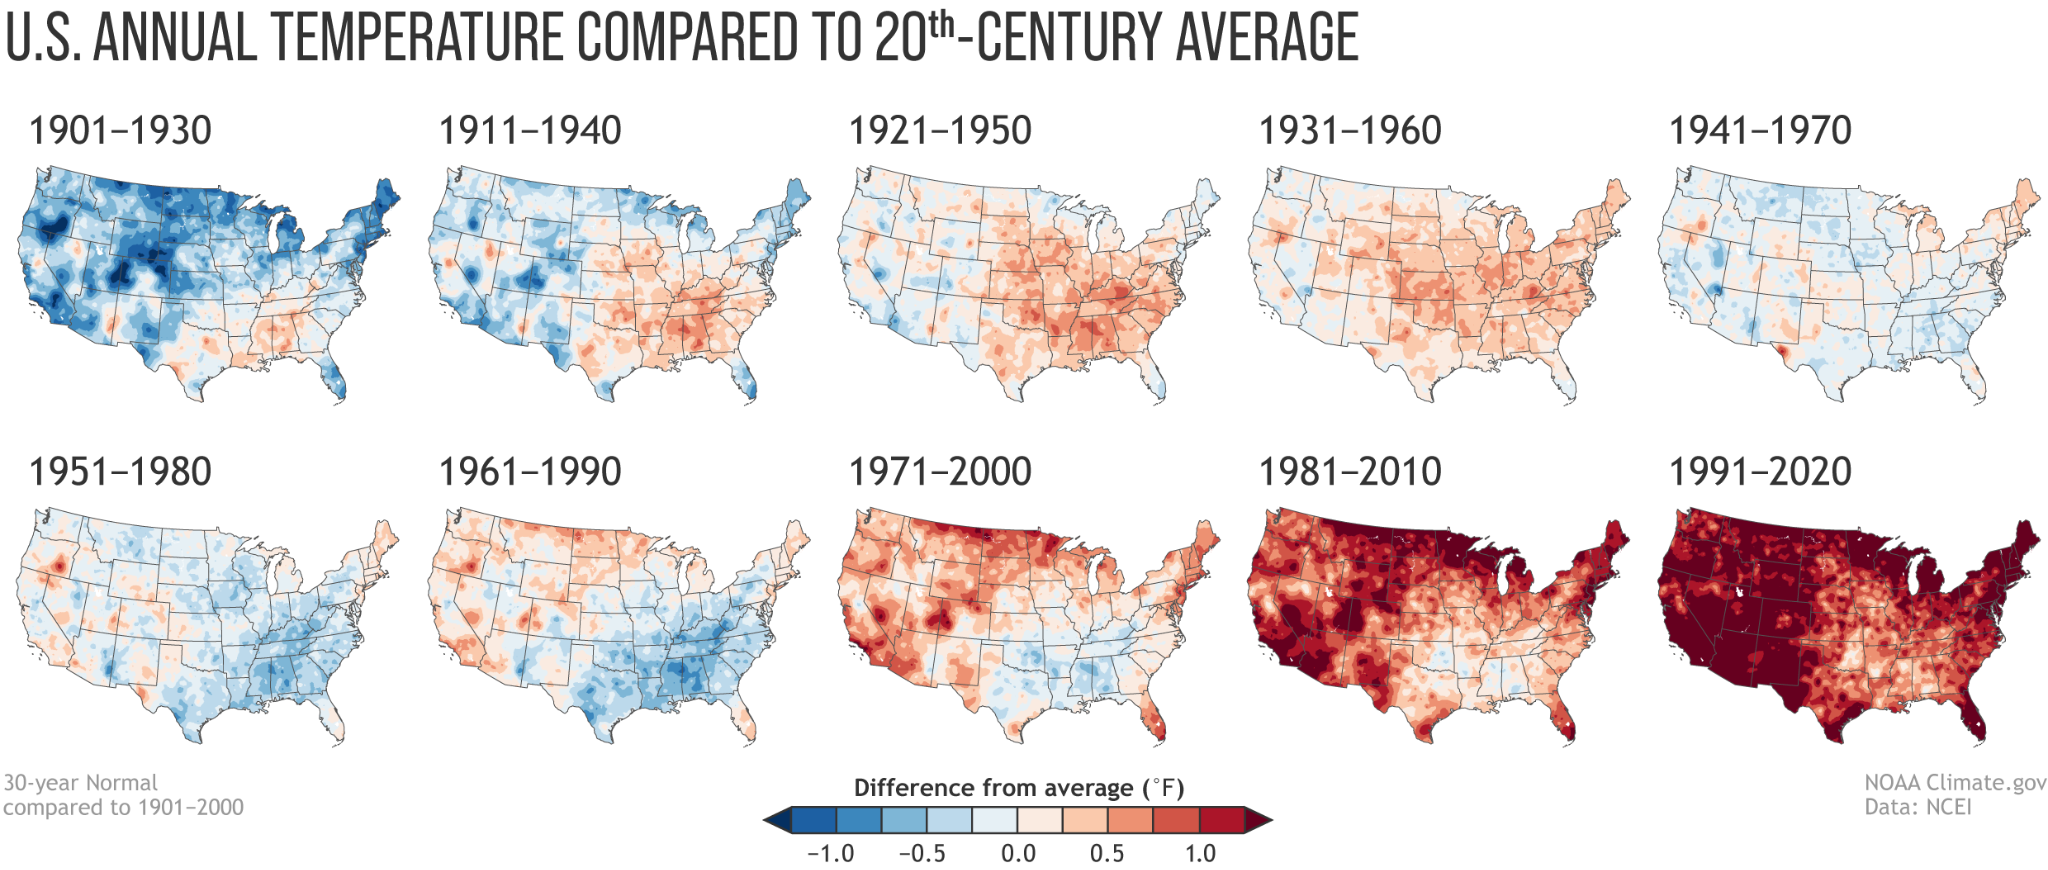 U.S. ANNUAL TEMPERATURE COMPARED TO 20th-CENTURY AVERAGE
1901–1930
1911–1940
1921–1950
1931–1960
1941–1970
1951–1980
1961–1990
1971–2000
1981–2010
1991–2020
30-year Normal
compared to 1901–2000
Difference from average (°F)
−1.0 −0.5 0.0 0.5 1.0
NOAA Climate.gov
Data: NCEI